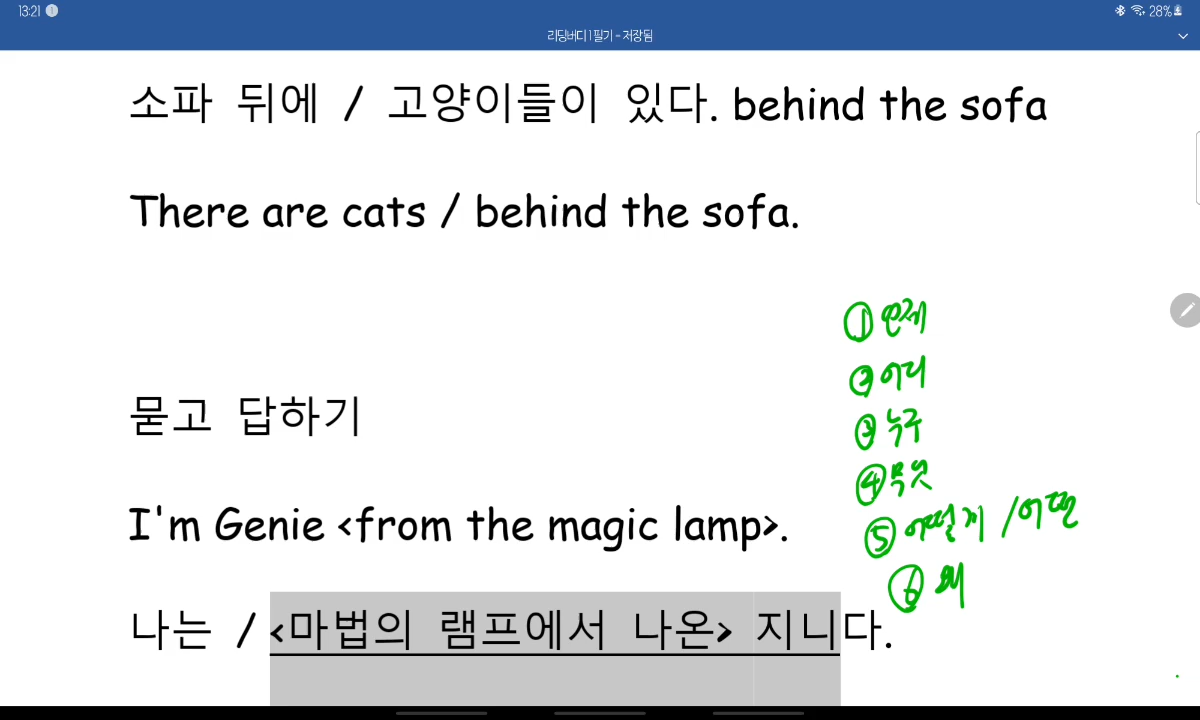 13:21
28%
리딩버디1 필기 - 저장됨
소파 뒤에 / 고양이들이 있다. behind the sofa
There are cats / behind the sofa.
① 언제
② 어디
③ 누구
묻고 답하기
④ 무엇
⑤ 어떻게 / 어떤
I'm Genie <from the magic lamp>.
⑥ 왜
나는 / <마법의 램프에서 나온> 지니다.